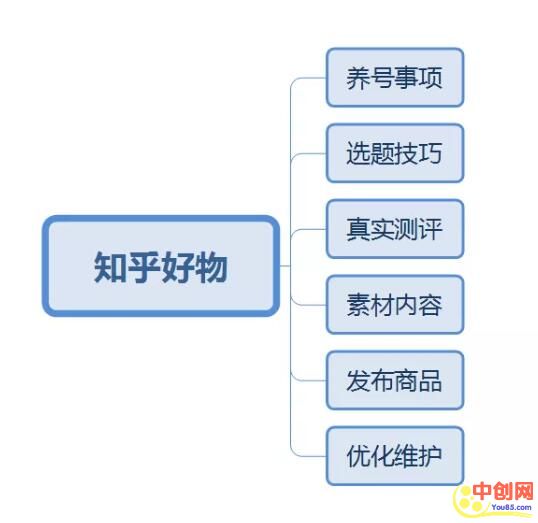 知乎好物
养号事项
选题技巧
真实测评
素材内容
发布商品
优化维护
中创网
You85.com